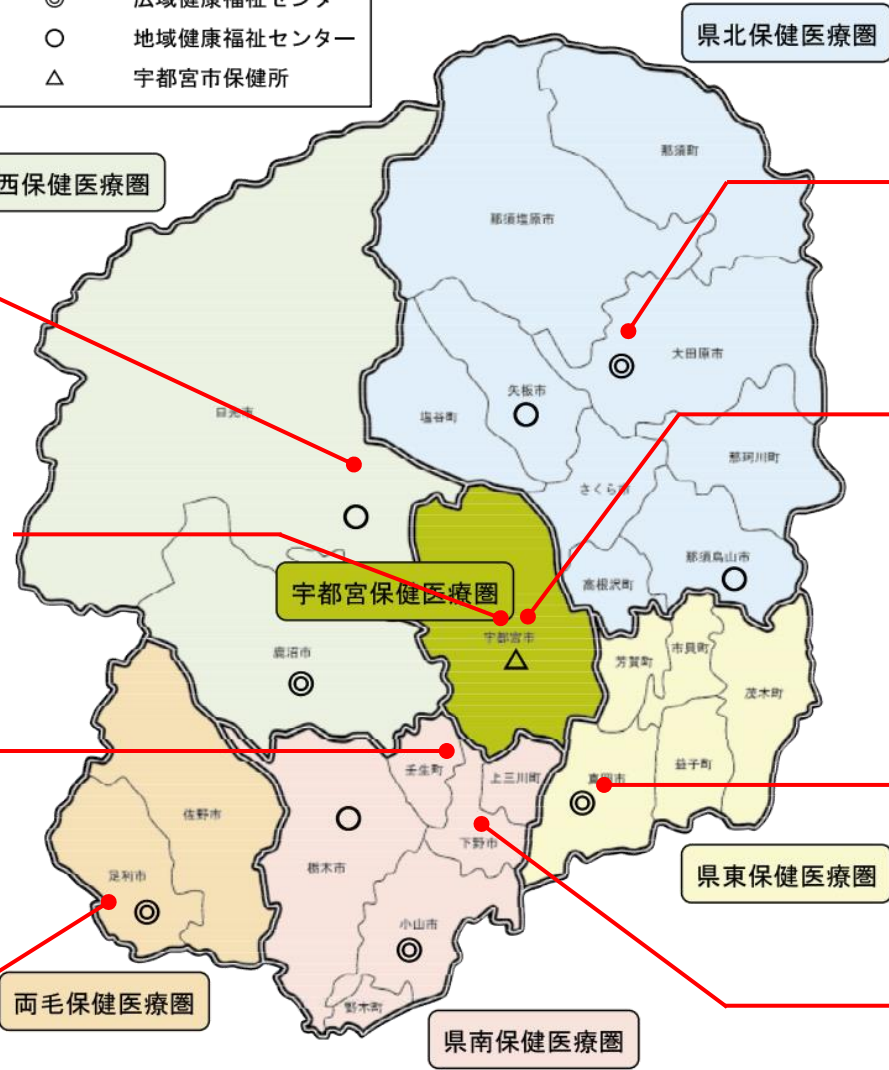 広域健康福祉センター
地域健康福祉センター
宇都宮市保健所
県北保健医療圏
西保健医療圏
那須町
那須塩原市
大田原市
矢板市
塩谷町
日光市
那珂川町
さくら市
那須烏山市
高根沢町
宇都宮保健医療圏
宇都宮市
鹿沼市
芳賀町
市貝町
茂木町
壬生町
上三川町
真岡市
益子町
佐野市
下野市
栃木市
足利市
県東保健医療圏
小山市
両毛保健医療圏
野木町
県南保健医療圏